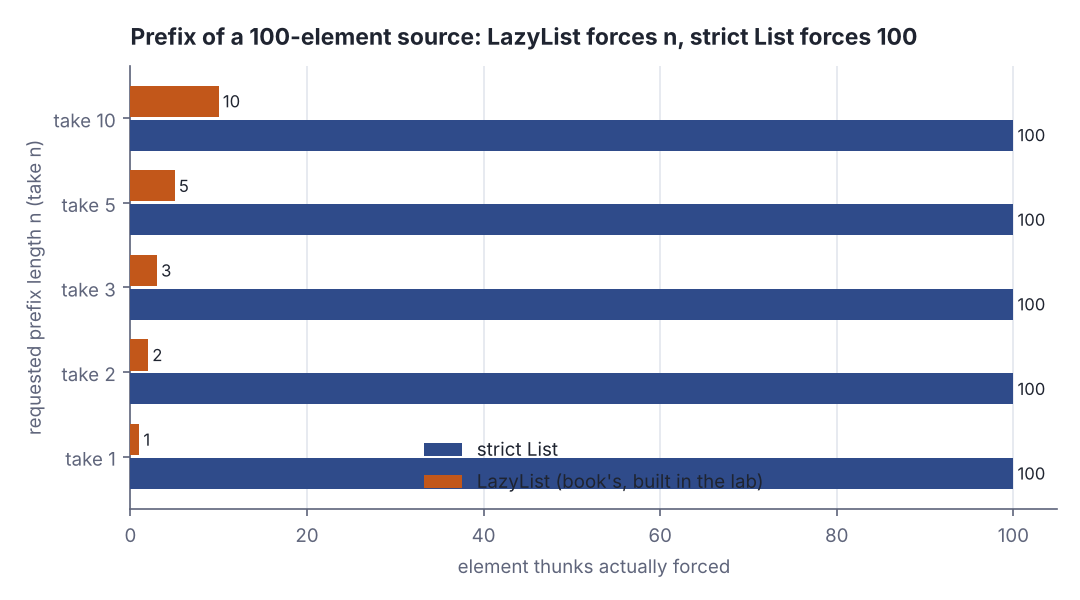 Prefix of a 100-element source: LazyList forces n, strict List forces 100
requested prefix length n (take n)
take 10
10
100
take 5
5
100
take 3
3
100
take 2
2
100
take 1
1
100
strict List
LazyList (book's, built in the lab)
0 20 40 60 80 100
element thunks actually forced